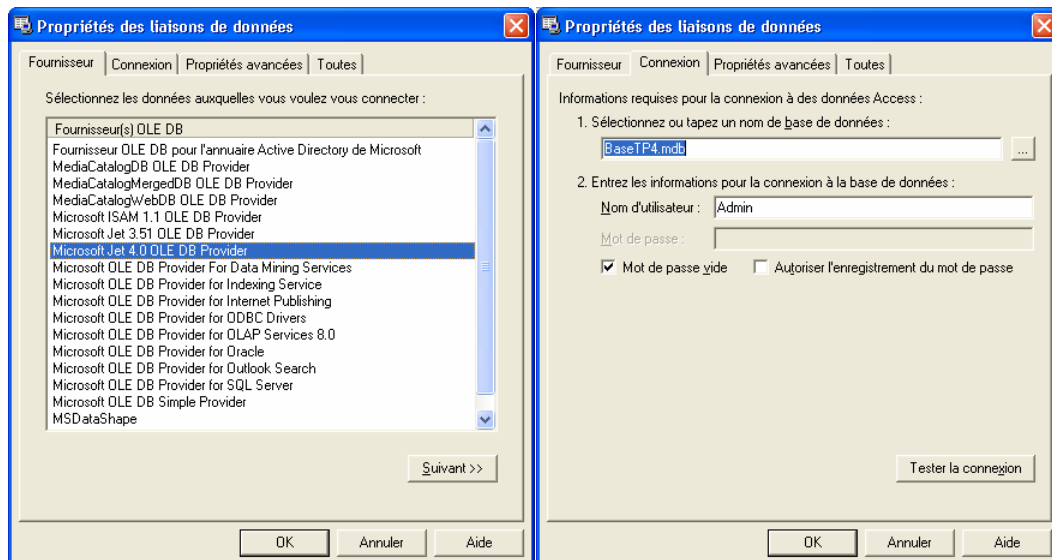 Propriétés des liaisons de données
Fournisseur Connexion Propriétés avancées Toutes
Sélectionnez les données auxquelles vous voulez vous connecter :
Fournisseur(s) OLE DB
Fournisseur OLE DB pour l'annuaire Active Directory de Microsoft
MediaCatalogDB OLE DB Provider
MediaCatalogMergedDB OLE DB Provider
MediaCatalogWebDB OLE DB Provider
Microsoft ISAM 1.1 OLE DB Provider
Microsoft Jet 3.51 OLE DB Provider
Microsoft Jet 4.0 OLE DB Provider
Microsoft OLE DB Provider For Data Mining Services
Microsoft OLE DB Provider for Indexing Service
Microsoft OLE DB Provider for Internet Publishing
Microsoft OLE DB Provider for ODBC Drivers
Microsoft OLE DB Provider for OLAP Services 8.0
Microsoft OLE DB Provider for Oracle
Microsoft OLE DB Provider for Outlook Search
Microsoft OLE DB Provider for SQL Server
Microsoft OLE DB Simple Provider
MSDataShape
Suivant >>
OK Annuler Aide
Propriétés des liaisons de données
Fournisseur Connexion Propriétés avancées Toutes
Informations requises pour la connexion à des données Access :
1. Sélectionnez ou tapez un nom de base de données :
BaseTP4.mdb ...
2. Entrez les informations pour la connexion à la base de données :
Nom d'utilisateur : Admin
Mot de passe :
Mot de passe vide Autoriser l'enregistrement du mot de passe
Tester la connexion
OK Annuler Aide